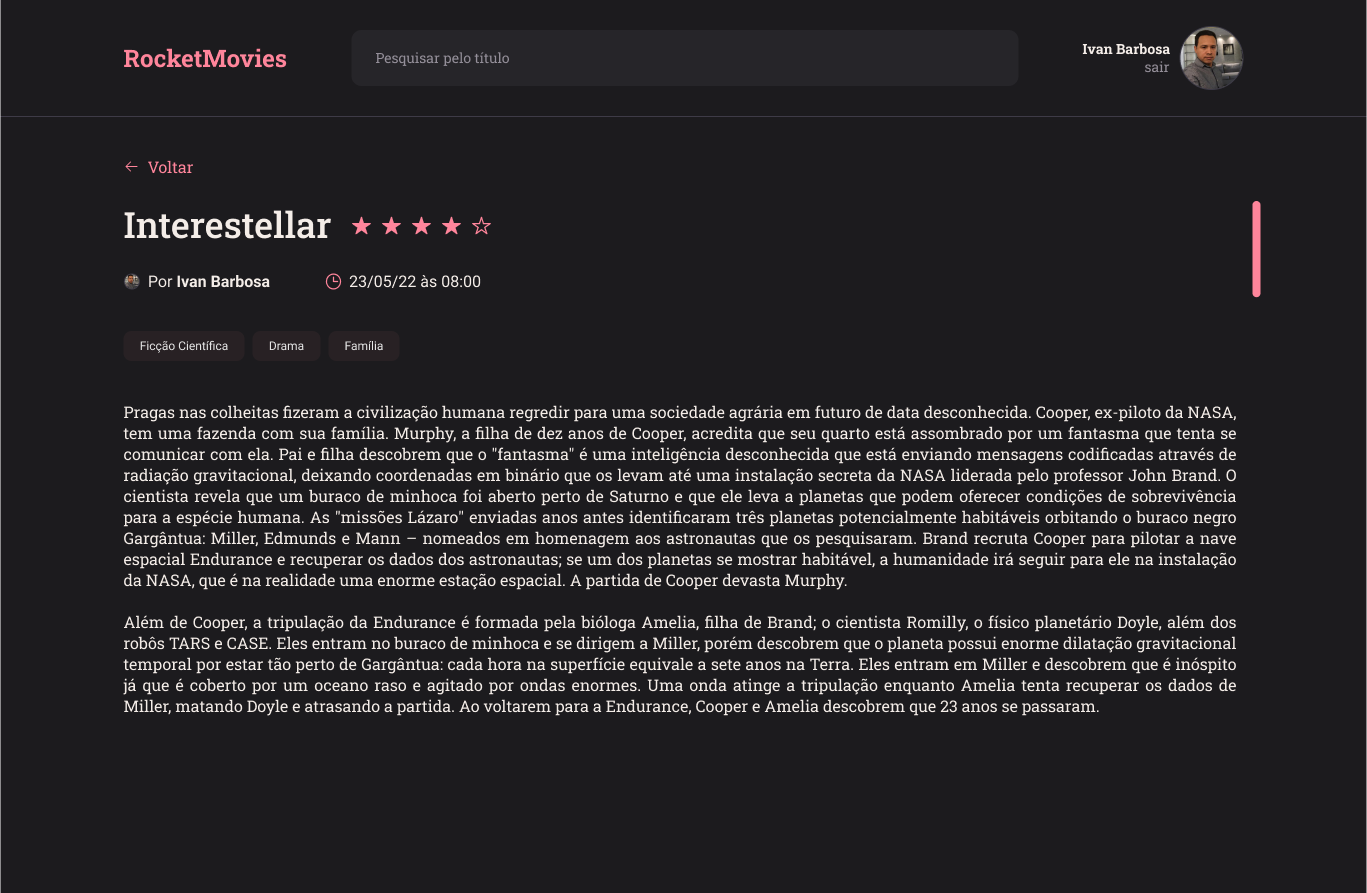 RocketMovies
Pesquisar pelo título
Ivan Barbosa
sair
Voltar
Interestellar
Por Ivan Barbosa
23/05/22 às 08:00
Ficção Científica
Drama
Família
Pragas nas colheitas fizeram a civilização humana regredir para uma sociedade agrária em futuro de data desconhecida. Cooper, ex-piloto da NASA,
tem uma fazenda com sua família. Murphy, a filha de dez anos de Cooper, acredita que seu quarto está assombrado por um fantasma que tenta se
comunicar com ela. Pai e filha descobrem que o "fantasma" é uma inteligência desconhecida que está enviando mensagens codificadas através de
radiação gravitacional, deixando coordenadas em binário que os levam até uma instalação secreta da NASA liderada pelo professor John Brand. O
cientista revela que um buraco de minhoca foi aberto perto de Saturno e que ele leva a planetas que podem oferecer condições de sobrevivência
para a espécie humana. As "missões Lázaro" enviadas anos antes identificaram três planetas potencialmente habitáveis orbitando o buraco negro
Gargântua: Miller, Edmunds e Mann – nomeados em homenagem aos astronautas que os pesquisaram. Brand recruta Cooper para pilotar a nave
espacial Endurance e recuperar os dados dos astronautas; se um dos planetas se mostrar habitável, a humanidade irá seguir para ele na instalação
da NASA, que é na realidade uma enorme estação espacial. A partida de Cooper devasta Murphy.
Além de Cooper, a tripulação da Endurance é formada pela bióloga Amelia, filha de Brand; o cientista Romilly, o físico planetário Doyle, além dos
robôs TARS e CASE. Eles entram no buraco de minhoca e se dirigem a Miller, porém descobrem que o planeta possui enorme dilatação gravitacional
temporal por estar tão perto de Gargântua: cada hora na superfície equivale a sete anos na Terra. Eles entram em Miller e descobrem que é inóspito
já que é coberto por um oceano raso e agitado por ondas enormes. Uma onda atinge a tripulação enquanto Amelia tenta recuperar os dados de
Miller, matando Doyle e atrasando a partida. Ao voltarem para a Endurance, Cooper e Amelia descobrem que 23 anos se passaram.